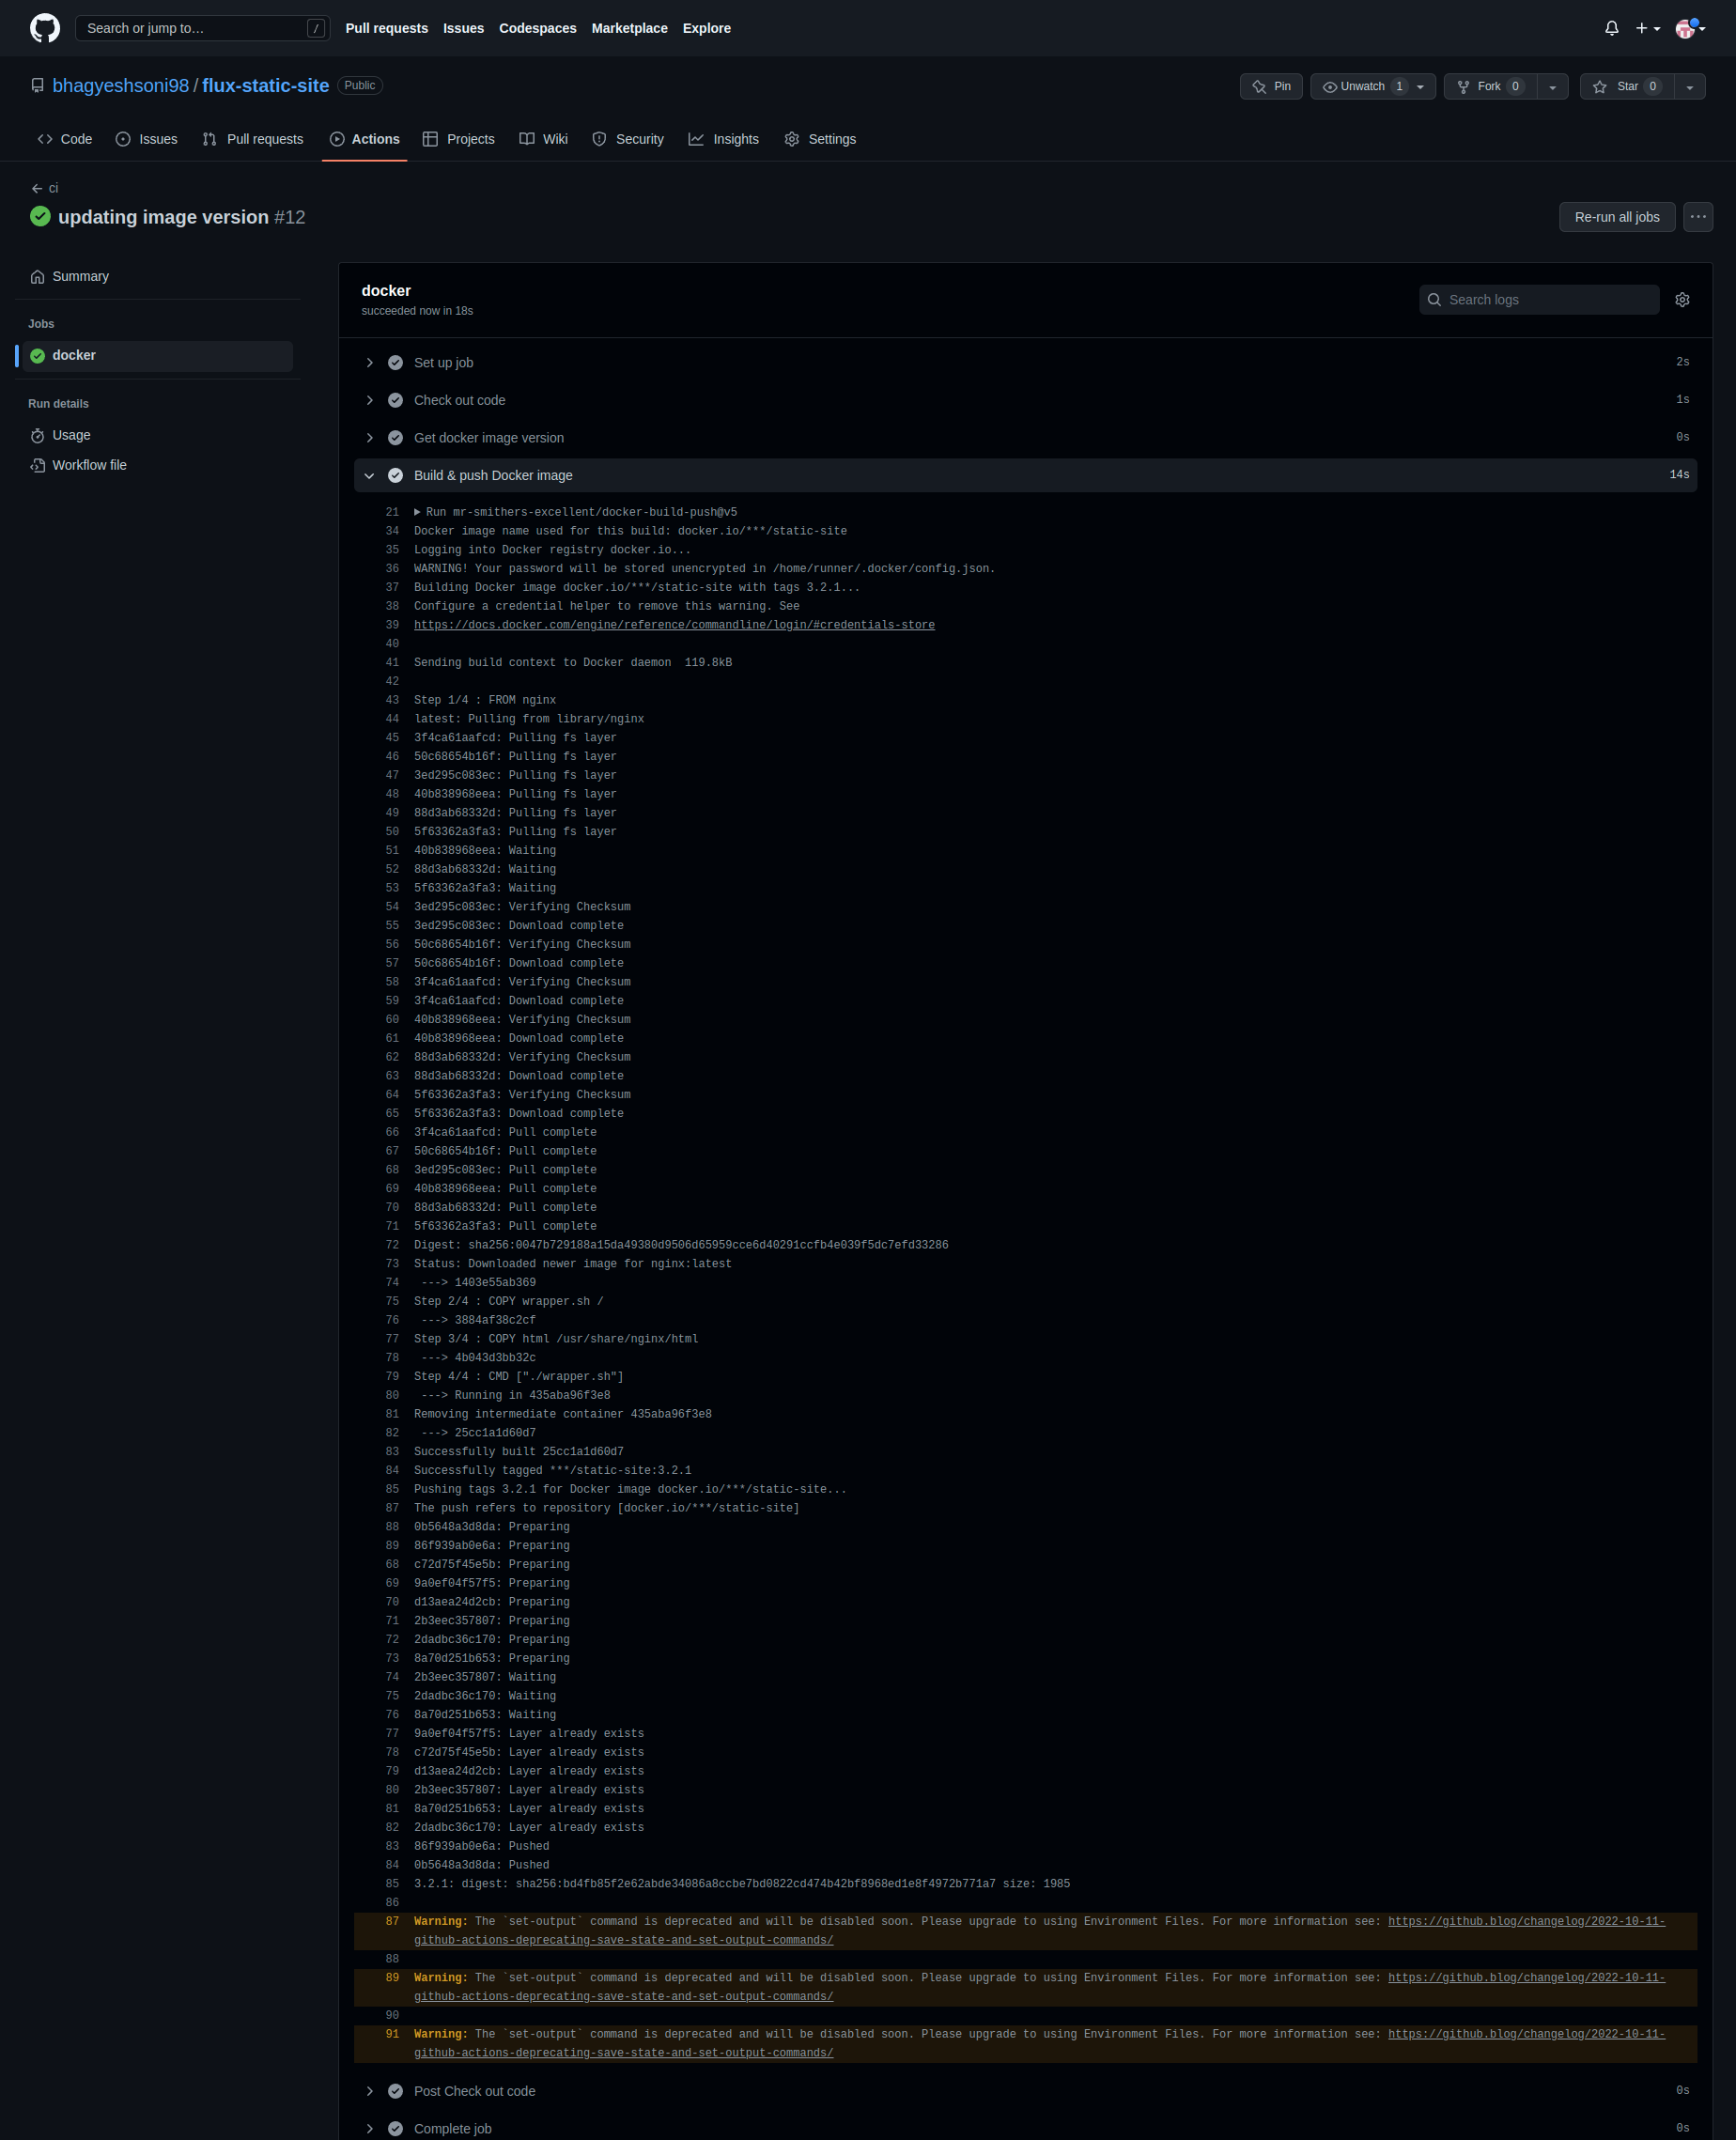 Search or jump to… /
Pull requests Issues Codespaces Marketplace Explore
bhagyeshsoni98 / flux-static-site Public
Pin Unwatch 1 Fork 0 Star 0
Code Issues Pull requests Actions Projects Wiki Security Insights Settings
ci
updating image version #12
Re-run all jobs
Summary
Jobs
docker
Run details
Usage
Workflow file
docker
succeeded now in 18s
Search logs
Set up job 2s
Check out code 1s
Get docker image version 0s
Build & push Docker image 14s
21 Run mr-smithers-excellent/docker-build-push@v5
34 Docker image name used for this build: docker.io/***/static-site
35 Logging into Docker registry docker.io...
36 WARNING! Your password will be stored unencrypted in /home/runner/.docker/config.json.
37 Building Docker image docker.io/***/static-site with tags 3.2.1...
38 Configure a credential helper to remove this warning. See
39 https://docs.docker.com/engine/reference/commandline/login/#credentials-store
40
41 Sending build context to Docker daemon  119.8kB
42
43 Step 1/4 : FROM nginx
44 latest: Pulling from library/nginx
45 3f4ca61aafcd: Pulling fs layer
46 50c68654b16f: Pulling fs layer
47 3ed295c083ec: Pulling fs layer
48 40b838968eea: Pulling fs layer
49 88d3ab68332d: Pulling fs layer
50 5f63362a3fa3: Pulling fs layer
51 40b838968eea: Waiting
52 88d3ab68332d: Waiting
53 5f63362a3fa3: Waiting
54 3ed295c083ec: Verifying Checksum
55 3ed295c083ec: Download complete
56 50c68654b16f: Verifying Checksum
57 50c68654b16f: Download complete
58 3f4ca61aafcd: Verifying Checksum
59 3f4ca61aafcd: Download complete
60 40b838968eea: Verifying Checksum
61 40b838968eea: Download complete
62 88d3ab68332d: Verifying Checksum
63 88d3ab68332d: Download complete
64 5f63362a3fa3: Verifying Checksum
65 5f63362a3fa3: Download complete
66 3f4ca61aafcd: Pull complete
67 50c68654b16f: Pull complete
68 3ed295c083ec: Pull complete
69 40b838968eea: Pull complete
70 88d3ab68332d: Pull complete
71 5f63362a3fa3: Pull complete
72 Digest: sha256:0047b729188a15da49380d9506d65959cce6d40291ccfb4e039f5dc7efd33286
73 Status: Downloaded newer image for nginx:latest
74 ---> 1403e55ab369
75 Step 2/4 : COPY wrapper.sh /
76 ---> 3884af38c2cf
77 Step 3/4 : COPY html /usr/share/nginx/html
78 ---> 4b043d3bb32c
79 Step 4/4 : CMD ["./wrapper.sh"]
80 ---> Running in 435aba96f3e8
81 Removing intermediate container 435aba96f3e8
82 ---> 25cc1a1d60d7
83 Successfully built 25cc1a1d60d7
84 Successfully tagged ***/static-site:3.2.1
85 Pushing tags 3.2.1 for Docker image docker.io/***/static-site...
87 The push refers to repository [docker.io/***/static-site]
88 0b5648a3d8da: Preparing
89 86f939ab0e6a: Preparing
68 c72d75f45e5b: Preparing
69 9a0ef04f57f5: Preparing
70 d13aea24d2cb: Preparing
71 2b3eec357807: Preparing
72 2dadbc36c170: Preparing
73 8a70d251b653: Preparing
74 2b3eec357807: Waiting
75 2dadbc36c170: Waiting
76 8a70d251b653: Waiting
77 9a0ef04f57f5: Layer already exists
78 c72d75f45e5b: Layer already exists
79 d13aea24d2cb: Layer already exists
80 2b3eec357807: Layer already exists
81 8a70d251b653: Layer already exists
82 2dadbc36c170: Layer already exists
83 86f939ab0e6a: Pushed
84 0b5648a3d8da: Pushed
85 3.2.1: digest: sha256:bd4fb85f2e62abde34086a8ccbe7bd0822cd474b42bf8968ed1e8f4972b771a7 size: 1985
86
87 Warning: The `set-output` command is deprecated and will be disabled soon. Please upgrade to using Environment Files. For more information see: https://github.blog/changelog/2022-10-11-
github-actions-deprecating-save-state-and-set-output-commands/
88
89 Warning: The `set-output` command is deprecated and will be disabled soon. Please upgrade to using Environment Files. For more information see: https://github.blog/changelog/2022-10-11-
github-actions-deprecating-save-state-and-set-output-commands/
90
91 Warning: The `set-output` command is deprecated and will be disabled soon. Please upgrade to using Environment Files. For more information see: https://github.blog/changelog/2022-10-11-
github-actions-deprecating-save-state-and-set-output-commands/
Post Check out code 0s
Complete job 0s